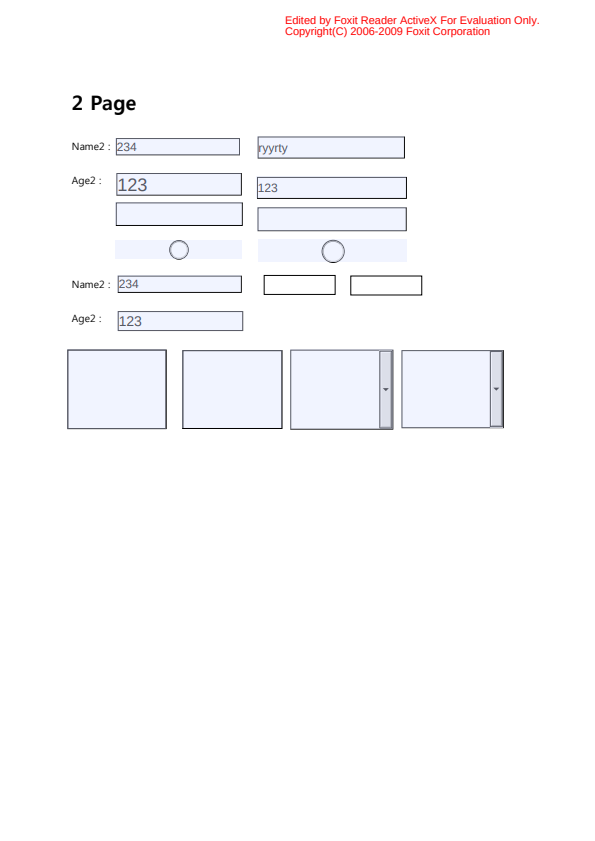 Edited by Foxit Reader ActiveX For Evaluation Only.
Copyright(C) 2006-2009 Foxit Corporation
2 Page
Name2 : 234 ryyrty
Age2 : 123 123
Name2 : 234
Age2 : 123